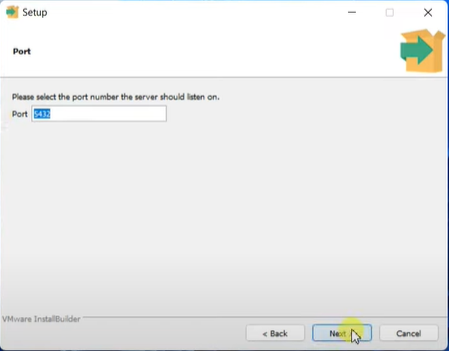 Setup
Port
Please select the port number the server should listen on.
Port 5432
VMware InstallBuilder
< Back Next Cancel